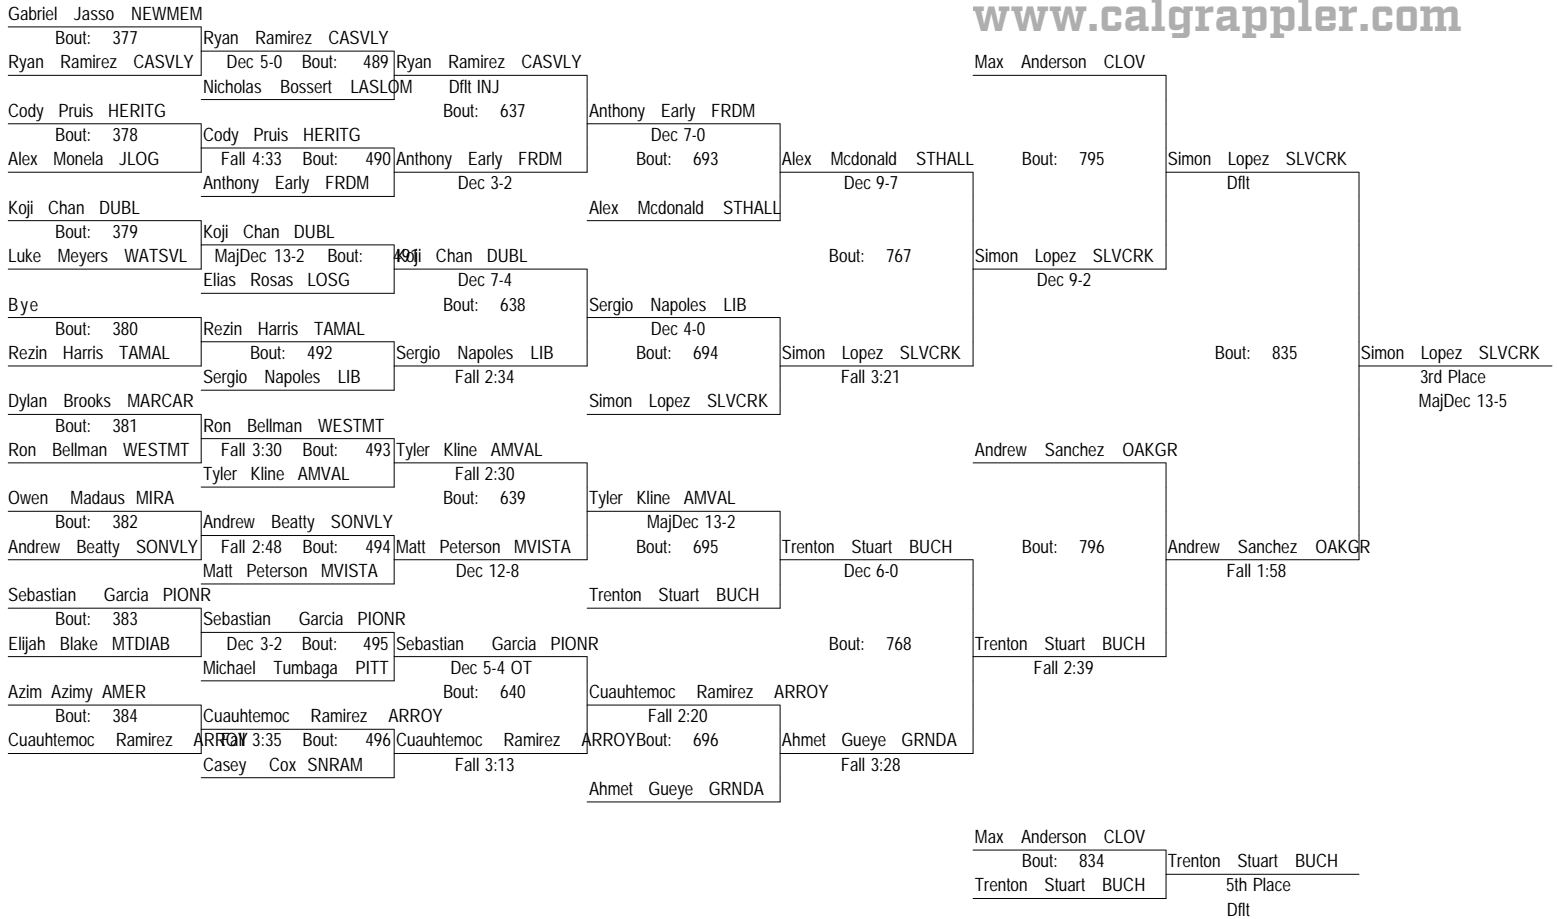 www.calgrappler.com
Gabriel Jasso NEWMEM
Bout: 377
Ryan Ramirez CASVLY
Cody Pruis HERITG
Bout: 378
Alex Monela JLOG
Koji Chan DUBL
Bout: 379
Luke Meyers WATSVL
Bye
Bout: 380
Rezin Harris TAMAL
Dylan Brooks MARCAR
Bout: 381
Ron Bellman WESTMT
Owen Madaus MIRA
Bout: 382
Andrew Beatty SONVLY
Sebastian Garcia PIONR
Bout: 383
Elijah Blake MTDIAB
Azim Azimy AMER
Bout: 384
Cuauhtemoc Ramirez ARROY
Ryan Ramirez CASVLY
Dec 5-0 Bout: 489
Nicholas Bossert LASLOM
Cody Pruis HERITG
Fall 4:33 Bout: 490
Anthony Early FRDM
Koji Chan DUBL
MajDec 13-2 Bout: 491
Elias Rosas LOSG
Rezin Harris TAMAL
Bout: 492
Sergio Napoles LIB
Ron Bellman WESTMT
Fall 3:30 Bout: 493
Tyler Kline AMVAL
Andrew Beatty SONVLY
Fall 2:48 Bout: 494
Matt Peterson MVISTA
Sebastian Garcia PIONR
Dec 3-2 Bout: 495
Michael Tumbaga PITT
Cuauhtemoc Ramirez ARROY
Fall 3:35 Bout: 496
Casey Cox SNRAM
Ryan Ramirez CASVLY
Dflt INJ
Bout: 637
Anthony Early FRDM
Dec 3-2
Koji Chan DUBL
Dec 7-4
Bout: 638
Sergio Napoles LIB
Fall 2:34
Tyler Kline AMVAL
Fall 2:30
Bout: 639
Matt Peterson MVISTA
Dec 12-8
Sebastian Garcia PIONR
Dec 5-4 OT
Bout: 640
Cuauhtemoc Ramirez ARROY
Fall 3:13
Anthony Early FRDM
Dec 7-0
Bout: 693
Alex Mcdonald STHALL
Sergio Napoles LIB
Dec 4-0
Bout: 694
Simon Lopez SLVCRK
Tyler Kline AMVAL
MajDec 13-2
Bout: 695
Trenton Stuart BUCH
Cuauhtemoc Ramirez ARROY
Fall 2:20
Bout: 696
Ahmet Gueye GRNDA
Alex Mcdonald STHALL
Dec 9-7
Bout: 767
Simon Lopez SLVCRK
Fall 3:21
Trenton Stuart BUCH
Dec 6-0
Bout: 768
Ahmet Gueye GRNDA
Fall 3:28
Max Anderson CLOV
Bout: 795
Simon Lopez SLVCRK
Dec 9-2
Andrew Sanchez OAKGR
Bout: 796
Trenton Stuart BUCH
Fall 2:39
Simon Lopez SLVCRK
Dflt
Bout: 835
Andrew Sanchez OAKGR
Fall 1:58
Simon Lopez SLVCRK
3rd Place
MajDec 13-5
Max Anderson CLOV
Bout: 834
Trenton Stuart BUCH
Trenton Stuart BUCH
5th Place
Dflt